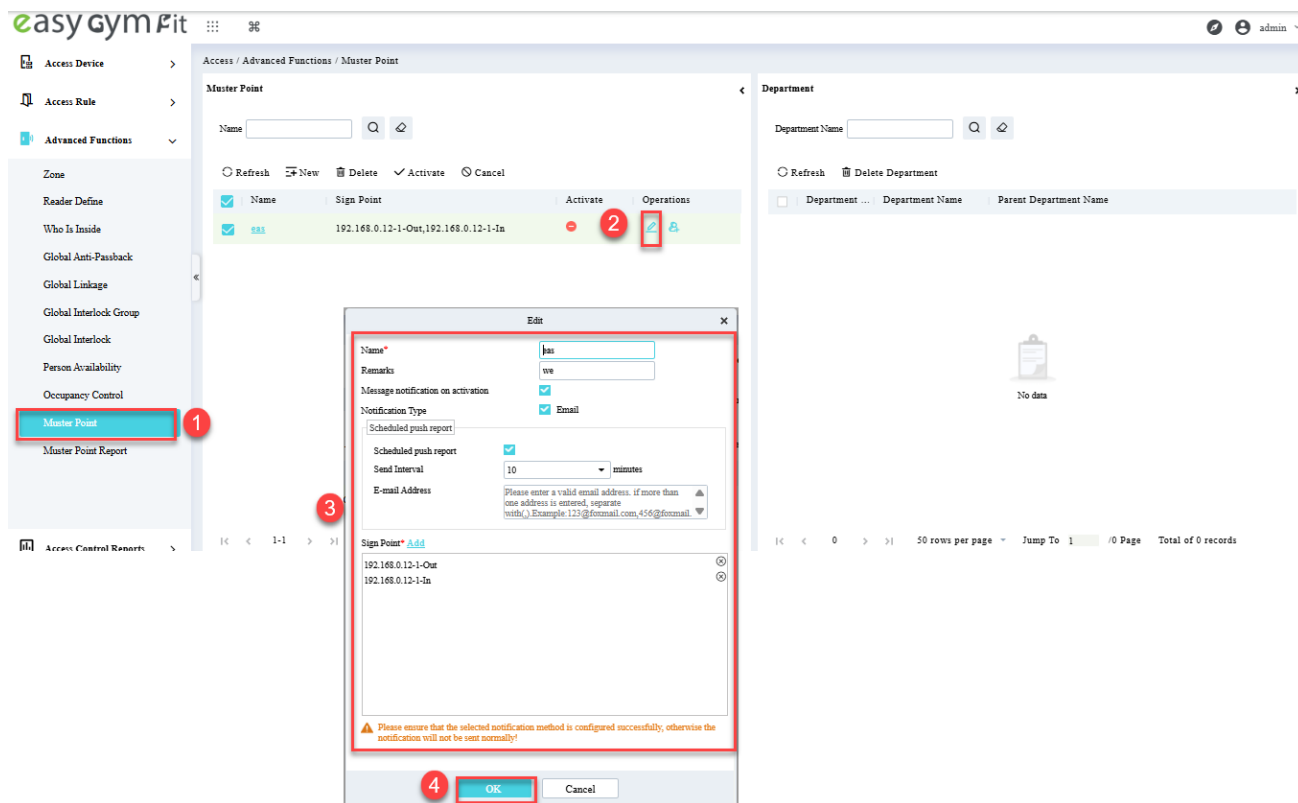 easy Gym Fit
admin
Access Device
Access Rule
Advanced Functions
Zone
Reader Define
Who Is Inside
Global Anti-Passback
Global Linkage
Global Interlock Group
Global Interlock
Person Availability
Occupancy Control
Muster Point
1
Muster Point Report
Access Control Reports
Access / Advanced Functions / Muster Point
Muster Point
Name
Refresh New Delete Activate Cancel
Name Sign Point Activate Operations
eas 192.168.0.12-1-Out,192.168.0.12-1-In 2
1-1
Department
Department Name
Refresh Delete Department
Department ... Department Name Parent Department Name
No data
0 50 rows per page Jump To 1 /0 Page Total of 0 records
Edit
Name* eas
Remarks we
Message notification on activation
Notification Type Email
Scheduled push report
Scheduled push report
Send Interval 10 minutes
3
E-mail Address Please enter a valid email address. if more than
one address is entered, separate
with(,).Example:123@foxmail.com,456@foxmail.
Sign Point* Add
192.168.0.12-1-Out
192.168.0.12-1-In
Please ensure that the selected notification method is configured successfully, otherwise the
notification will not be sent normally!
4 OK Cancel